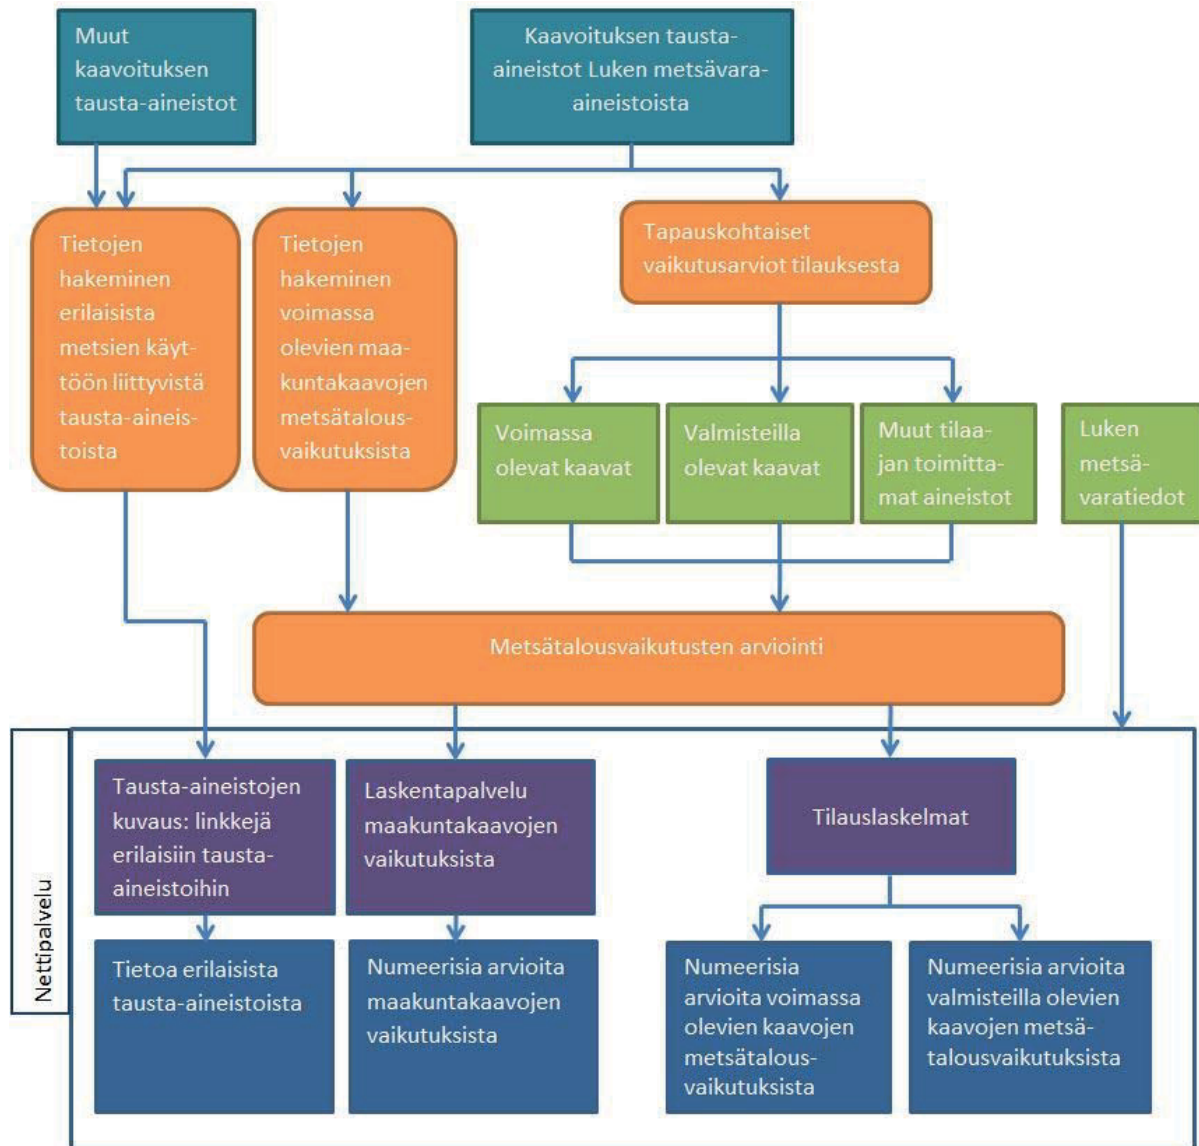 Muut
kaavoituksen
tausta-aineistot
Kaavoituksen tausta-
aineistot Luken metsävara-
aineistoista
Tietojen
hakeminen
erilaisista
metsien käyt-
töön liittyvistä
tausta-aineis-
toista
Tietojen
hakeminen
voimassa
olevien maa-
kuntakaavojen
metsätalous-
vaikutuksista
Tapauskohtaiset
vaikutusarviot tilauksesta
Voimassa
olevat kaavat
Valmisteilla
olevat kaavat
Muut tilaa-
jan toimitta-
mat aineistot
Luken
metsä-
varatiedot
Metsätalousvaikutusten arviointi
Nettipalvelu
Tausta-aineistojen
kuvaus: linkkejä
erilaisiin tausta-
aineistoihin
Laskentapalvelu
maakuntakaavojen
vaikutuksista
Tilauslaskelmat
Tietoa erilaisista
tausta-aineistoista
Numeerisia arvioita
maakuntakaavojen
vaikutuksista
Numeerisia
arvioita voimassa
olevien kaavojen
metsätalous-
vaikutuksista
Numeerisia arvioita
valmisteilla olevien
kaavojen metsä-
talousvaikutuksista